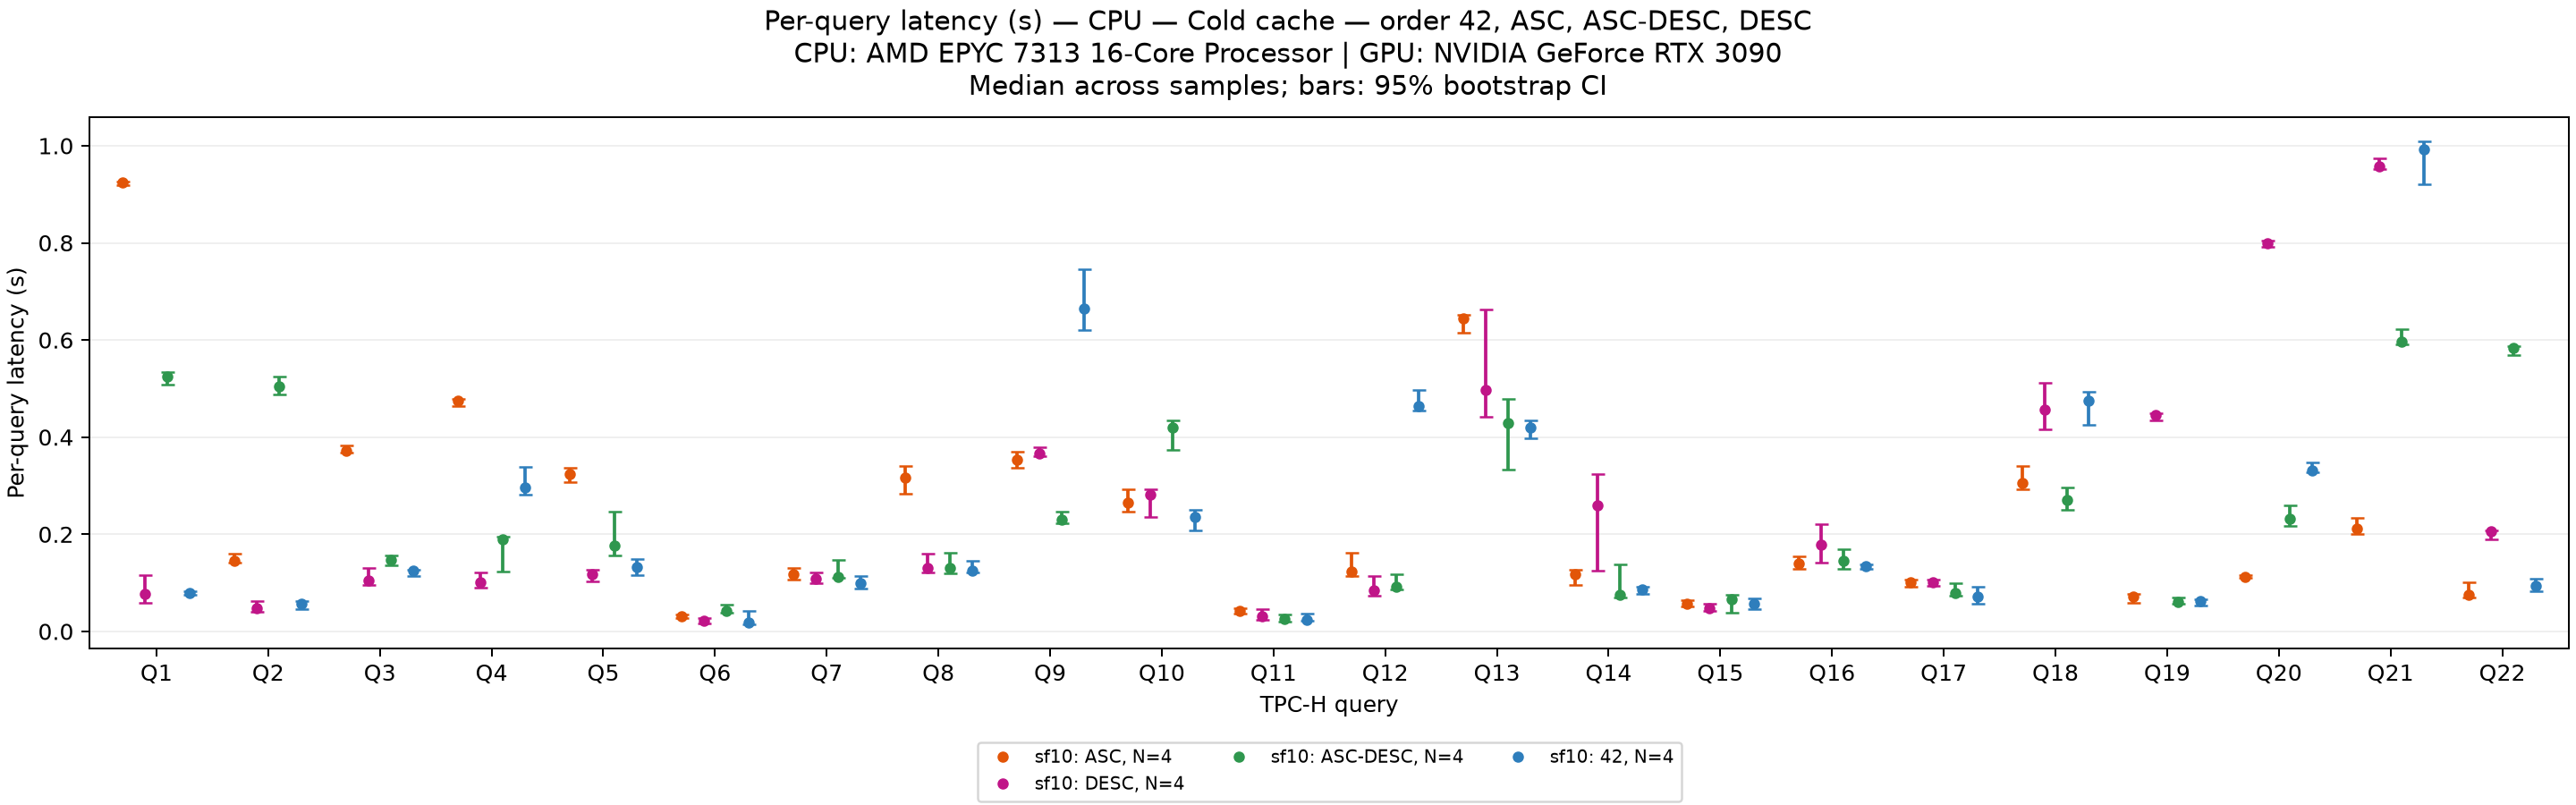 Per-query latency (s) — CPU — Cold cache — order 42, ASC, ASC-DESC, DESC
CPU: AMD EPYC 7313 16-Core Processor | GPU: NVIDIA GeForce RTX 3090
Median across samples; bars: 95% bootstrap CI
Per-query latency (s)
1.0
0.8
0.6
0.4
0.2
0.0
Q1 Q2 Q3 Q4 Q5 Q6 Q7 Q8 Q9 Q10 Q11 Q12 Q13 Q14 Q15 Q16 Q17 Q18 Q19 Q20 Q21 Q22
TPC-H query
sf10: ASC, N=4 sf10: ASC-DESC, N=4 sf10: 42, N=4
sf10: DESC, N=4